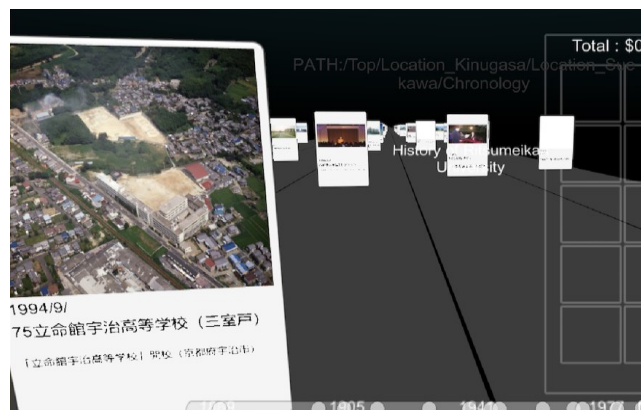 Total : $0
PATH:/Top/Location_Kinugasa/Location_Sue
kawa/Chronology
History of Ritsumeikan
University
1994/9/
75立命館宇治高等学校（三室戸）
「立命館宇治高等学校」開校（京都府宇治市）
1905
1977